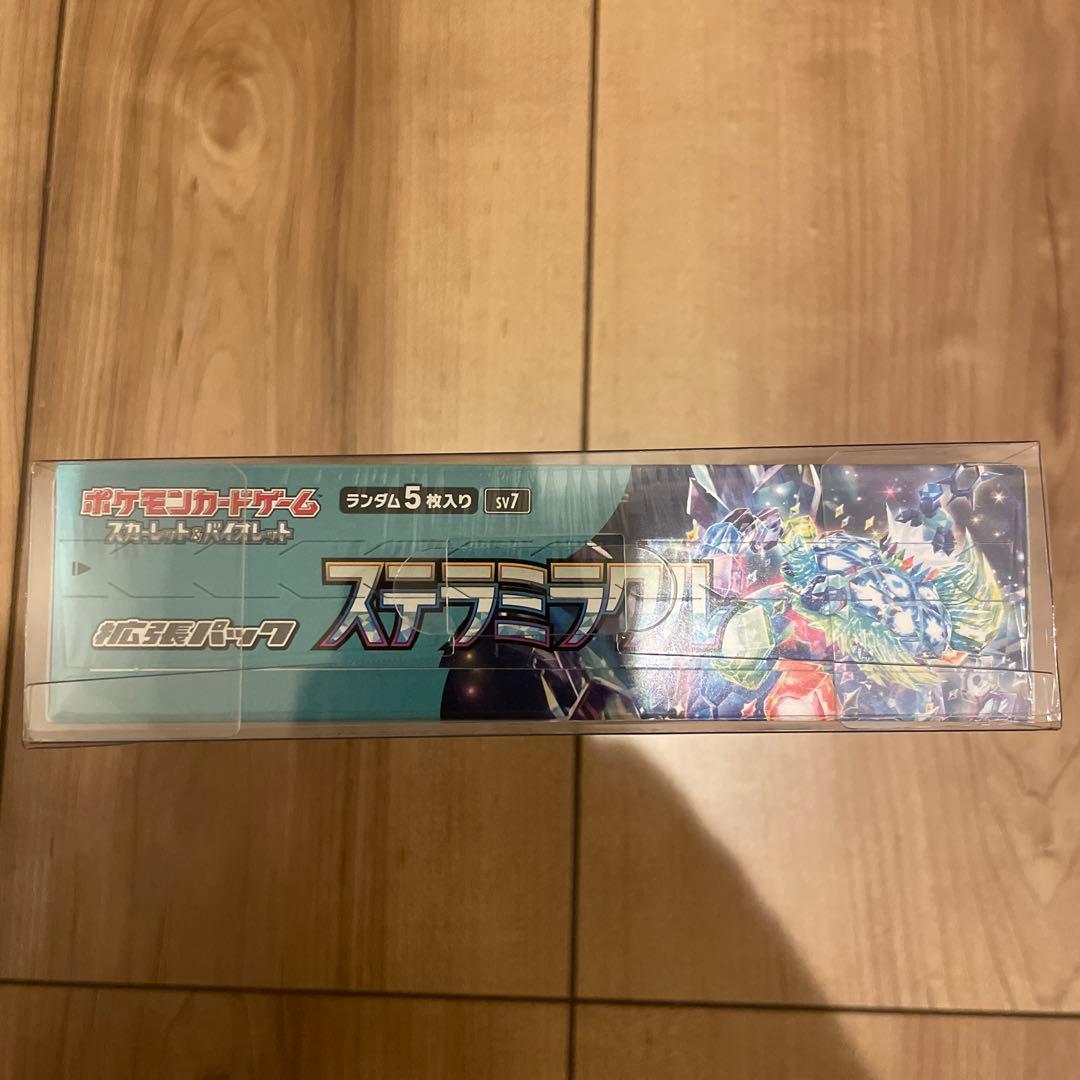 ポケモンカードゲーム
スカーレット&バイオレット
ランダム5枚入り SV7
拡張パック
ステラミラクル